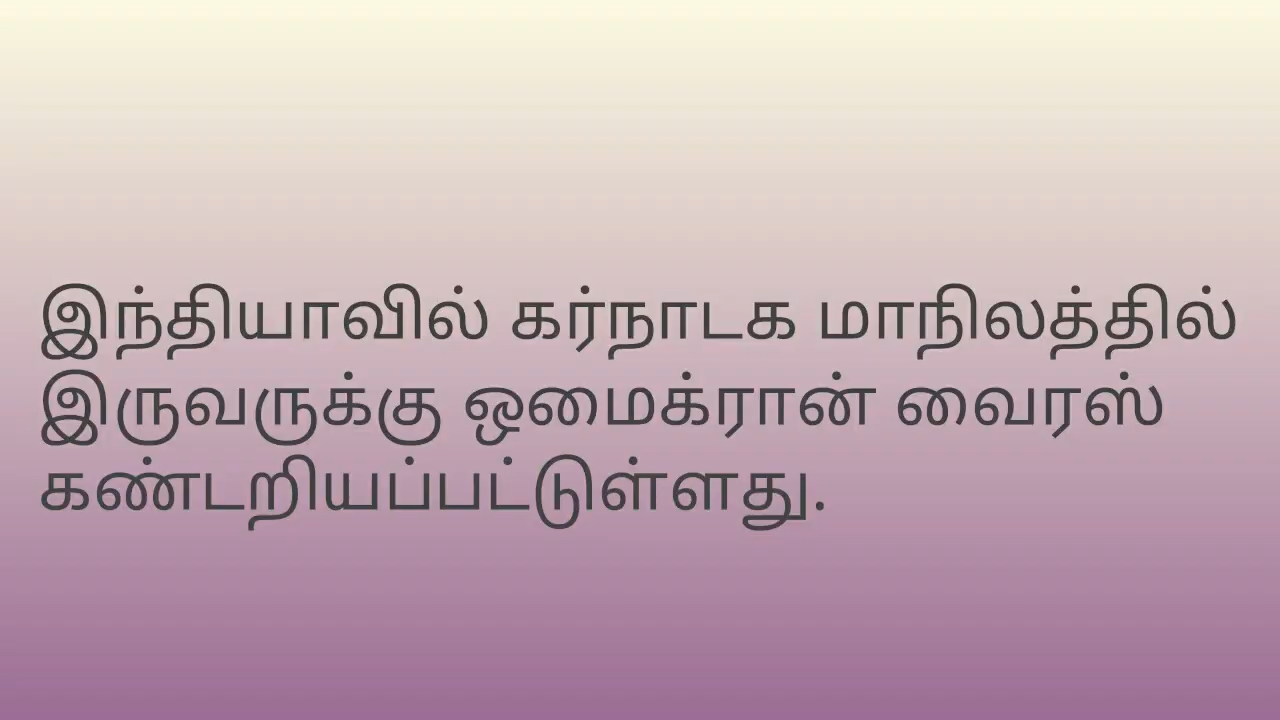 இந்தியாவில் கர்நாடக மாநிலத்தில்
இருவருக்கு ஒமைக்ரான் வைரஸ்
கண்டறியப்பட்டுள்ளது.